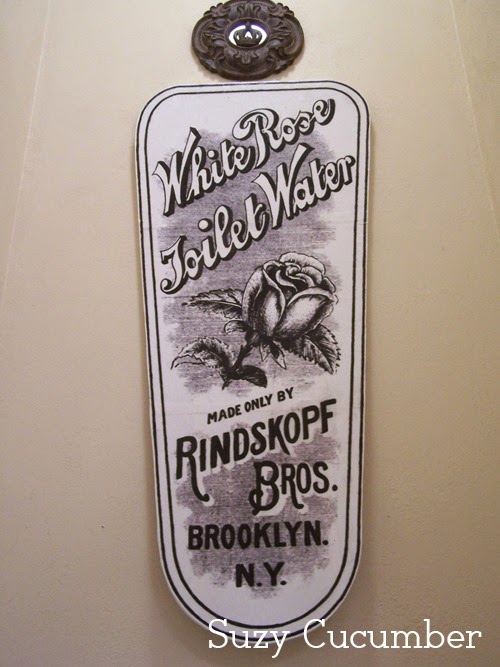 White Rose
Toilet Water
MADE ONLY BY
RINDSKOPF
BROS.
BROOKLYN.
N.Y.
Suzy Cucumber